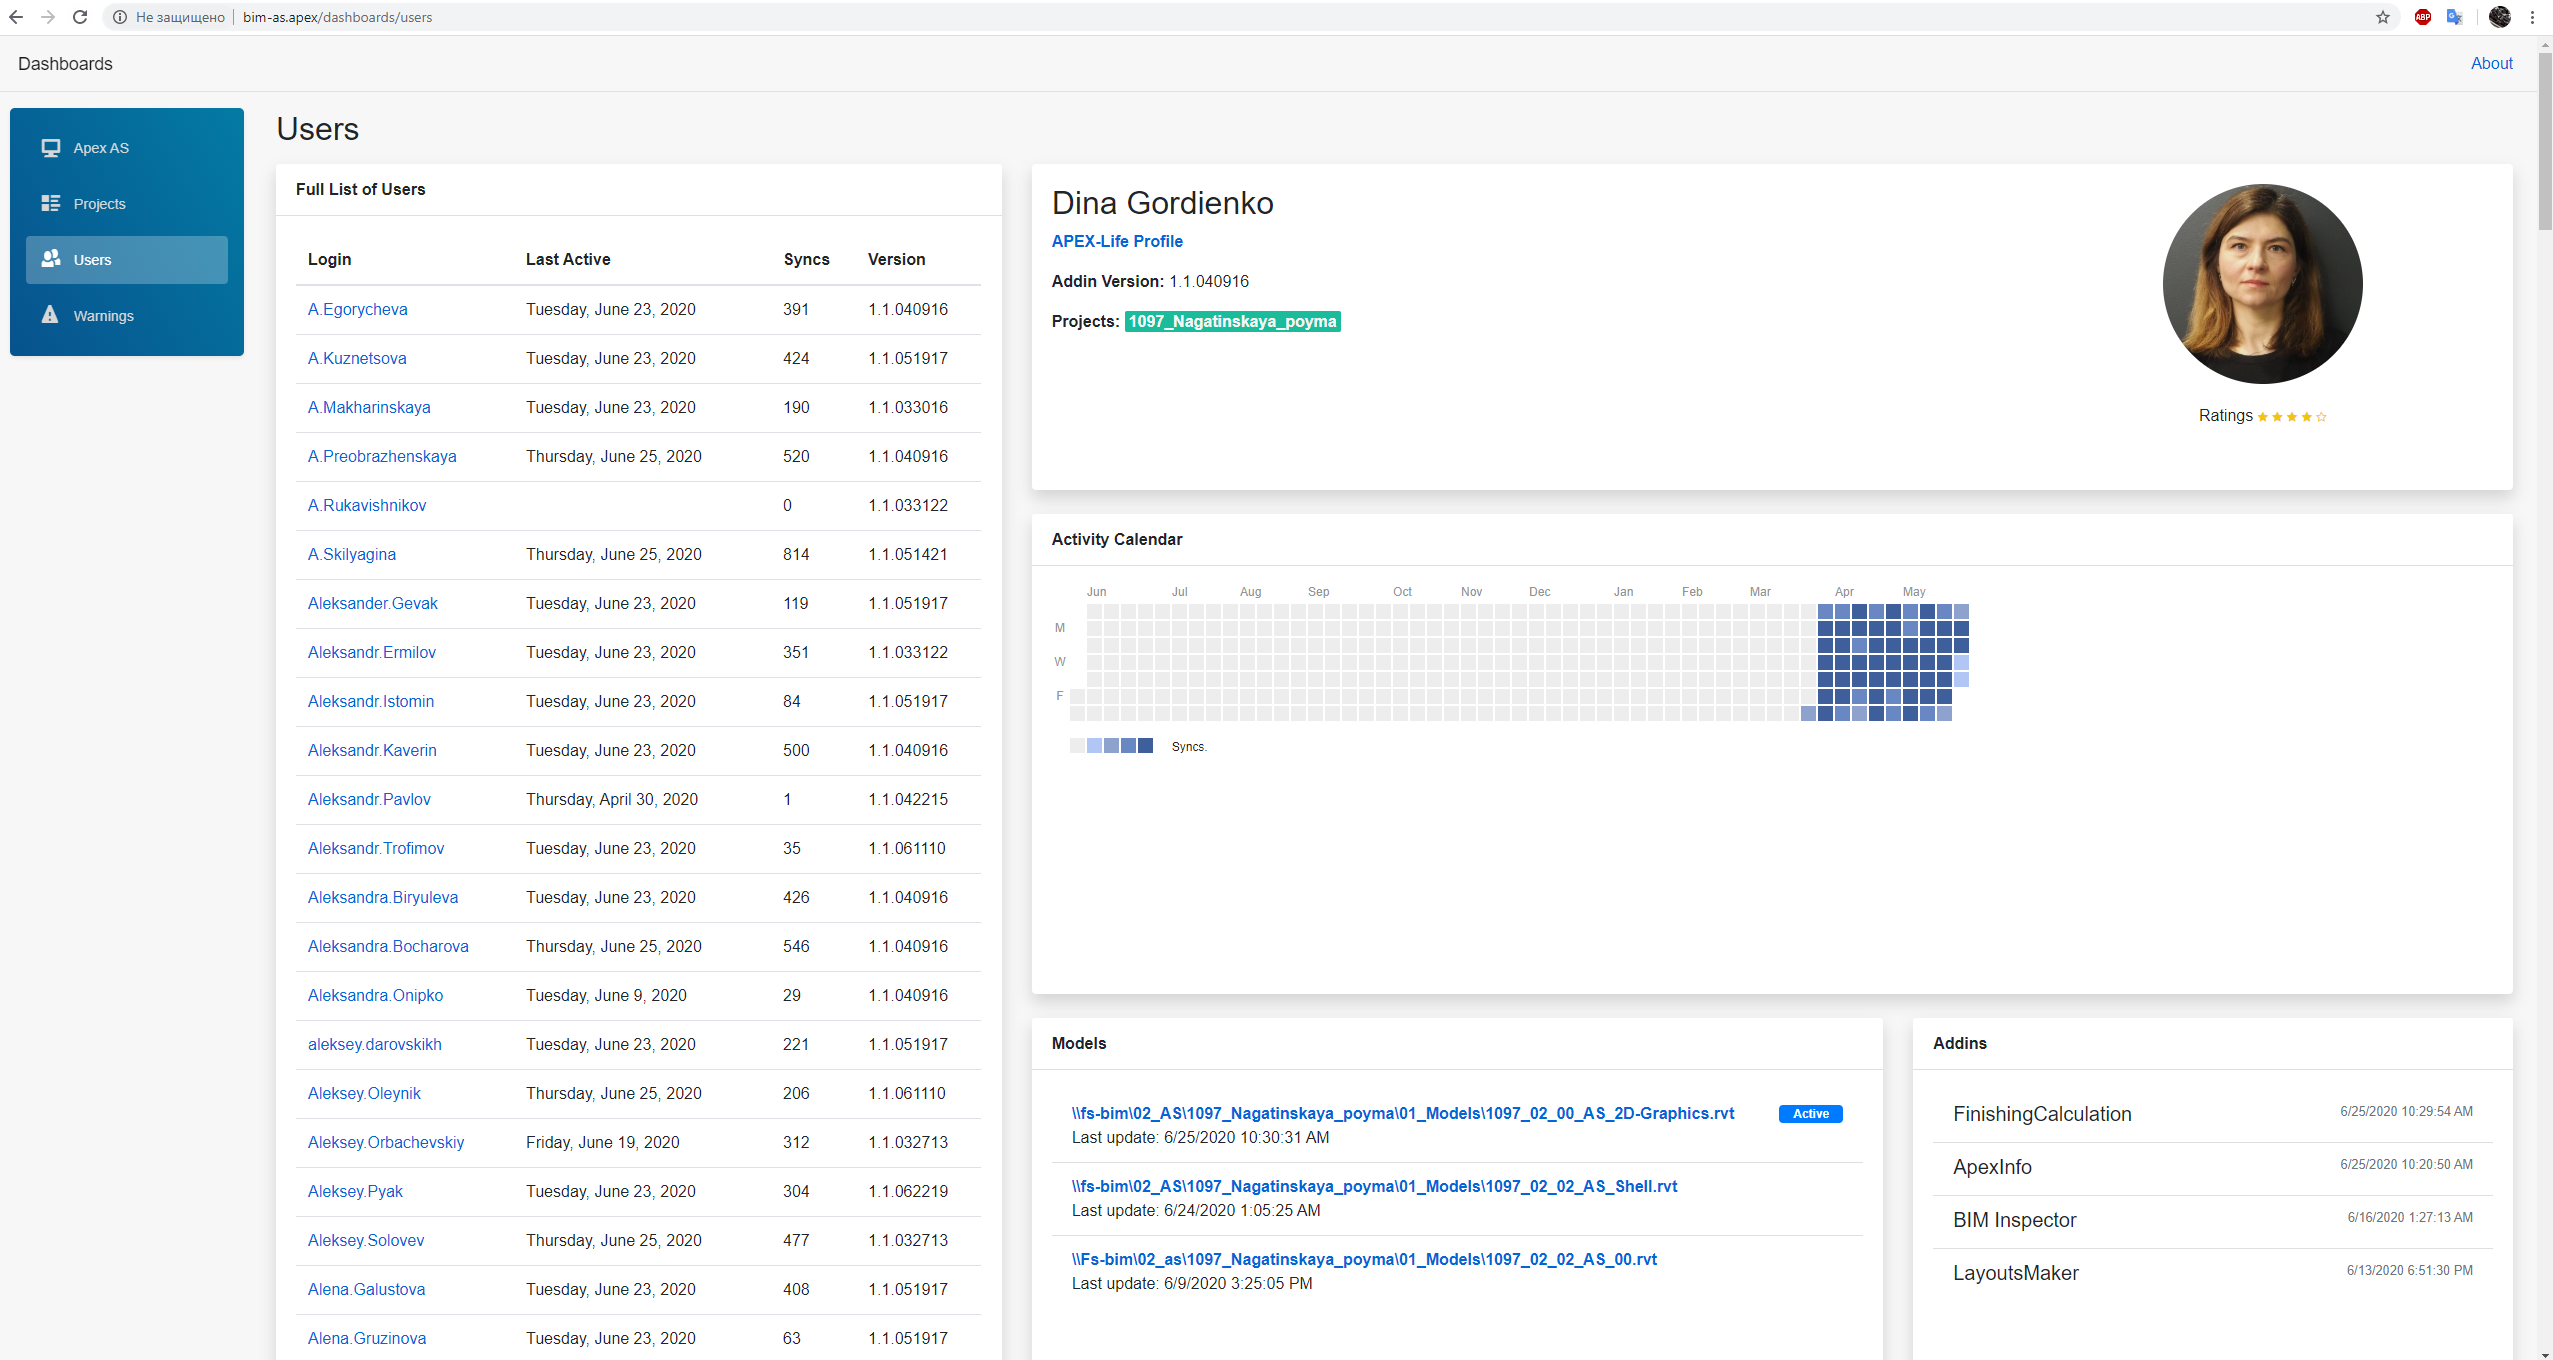 Не защищено bim-as.apex/dashboards/users
ABP
Dashboards
About
Apex AS
Projects
Users
Warnings
Users
Full List of Users
Login Last Active Syncs Version
A.Egorycheva Tuesday, June 23, 2020 391 1.1.040916
A.Kuznetsova Tuesday, June 23, 2020 424 1.1.051917
A.Makharinskaya Tuesday, June 23, 2020 190 1.1.033016
A.Preobrazhenskaya Thursday, June 25, 2020 520 1.1.040916
A.Rukavishnikov 0 1.1.033122
A.Skilyagina Thursday, June 25, 2020 814 1.1.051421
Aleksander.Gevak Tuesday, June 23, 2020 119 1.1.051917
Aleksandr.Ermilov Tuesday, June 23, 2020 351 1.1.033122
Aleksandr.Istomin Tuesday, June 23, 2020 84 1.1.051917
Aleksandr.Kaverin Tuesday, June 23, 2020 500 1.1.040916
Aleksandr.Pavlov Thursday, April 30, 2020 1 1.1.042215
Aleksandr.Trofimov Tuesday, June 23, 2020 35 1.1.061110
Aleksandra.Biryuleva Tuesday, June 23, 2020 426 1.1.040916
Aleksandra.Bocharova Thursday, June 25, 2020 546 1.1.040916
Aleksandra.Onipko Tuesday, June 9, 2020 29 1.1.040916
aleksey.darovskikh Tuesday, June 23, 2020 221 1.1.051917
Aleksey.Oleynik Thursday, June 25, 2020 206 1.1.061110
Aleksey.Orbachevskiy Friday, June 19, 2020 312 1.1.032713
Aleksey.Pyak Tuesday, June 23, 2020 304 1.1.062219
Aleksey.Solovev Thursday, June 25, 2020 477 1.1.032713
Alena.Galustova Tuesday, June 23, 2020 408 1.1.051917
Alena.Gruzinova Tuesday, June 23, 2020 63 1.1.051917
Dina Gordienko
APEX-Life Profile
Addin Version: 1.1.040916
Projects: 1097_Nagatinskaya_poyma
Ratings
Activity Calendar
Jun Jul Aug Sep Oct Nov Dec Jan Feb Mar Apr May
M
W
F
Syncs.
Models
\\fs-bim\02_AS\1097_Nagatinskaya_poyma\01_Models\1097_02_00_AS_2D-Graphics.rvt Active
Last update: 6/25/2020 10:30:31 AM
\\fs-bim\02_AS\1097_Nagatinskaya_poyma\01_Models\1097_02_02_AS_Shell.rvt
Last update: 6/24/2020 1:05:25 AM
\\Fs-bim\02_as\1097_Nagatinskaya_poyma\01_Models\1097_02_02_AS_00.rvt
Last update: 6/9/2020 3:25:05 PM
Addins
FinishingCalculation 6/25/2020 10:29:54 AM
ApexInfo 6/25/2020 10:20:50 AM
BIM Inspector 6/16/2020 1:27:13 AM
LayoutsMaker 6/13/2020 6:51:30 PM